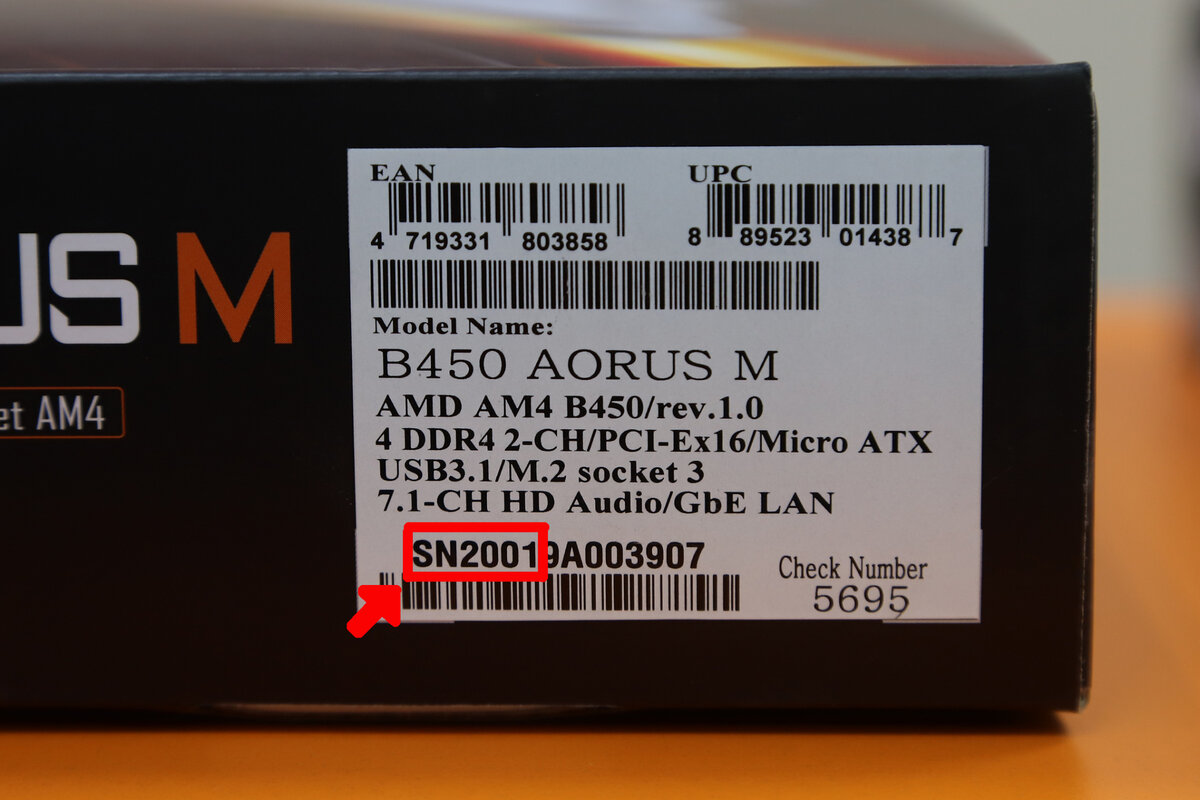 EAN
4 719331 803858
UPC
8 89523 01438 7
US M
et AM4
Model Name:
B450 AORUS M
AMD AM4 B450/rev.1.0
4 DDR4 2-CH/PCI-Ex16/Micro ATX
USB3.1/M.2 socket 3
7.1-CH HD Audio/GbE LAN
SN20019A003907
Check Number
5695